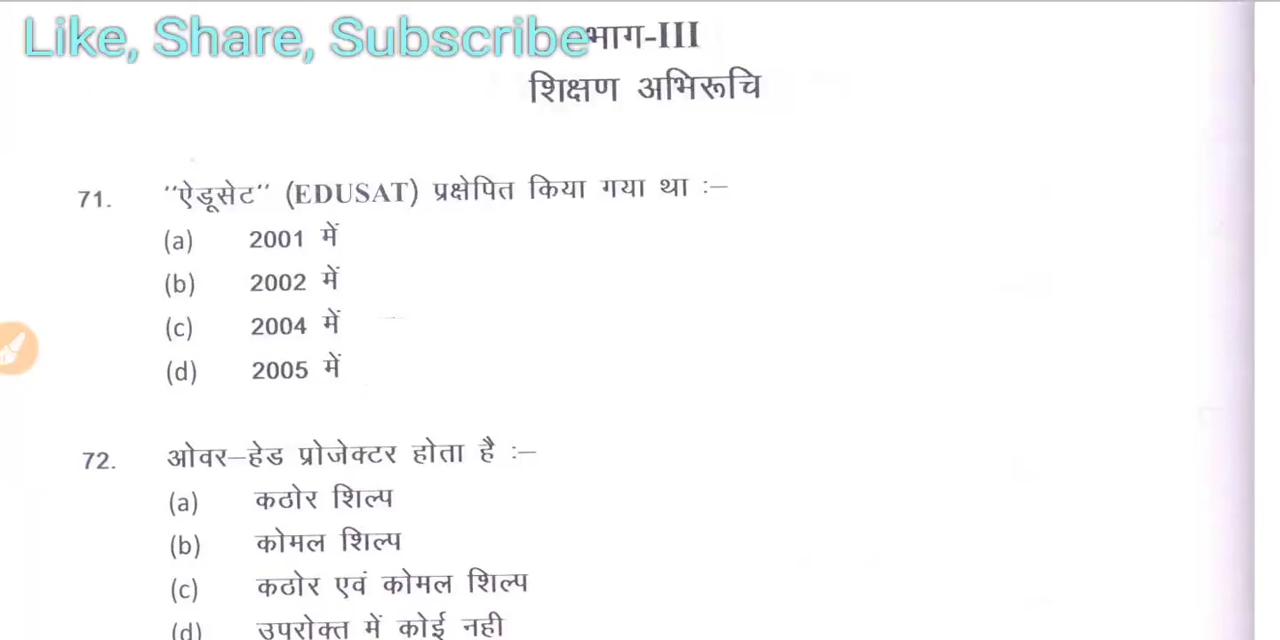 Like, Share, Subscribe भाग-III
शिक्षण अभिरूचि
71. ‘‘ऐडूसेट’’ (EDUSAT) प्रक्षेपित किया गया था :–
(a) 2001 में
(b) 2002 में
(c) 2004 में
(d) 2005 में
72. ओवर–हेड प्रोजेक्टर होता है :–
(a) कठोर शिल्प
(b) कोमल शिल्प
(c) कठोर एवं कोमल शिल्प
(d) उपरोक्त में कोई नही